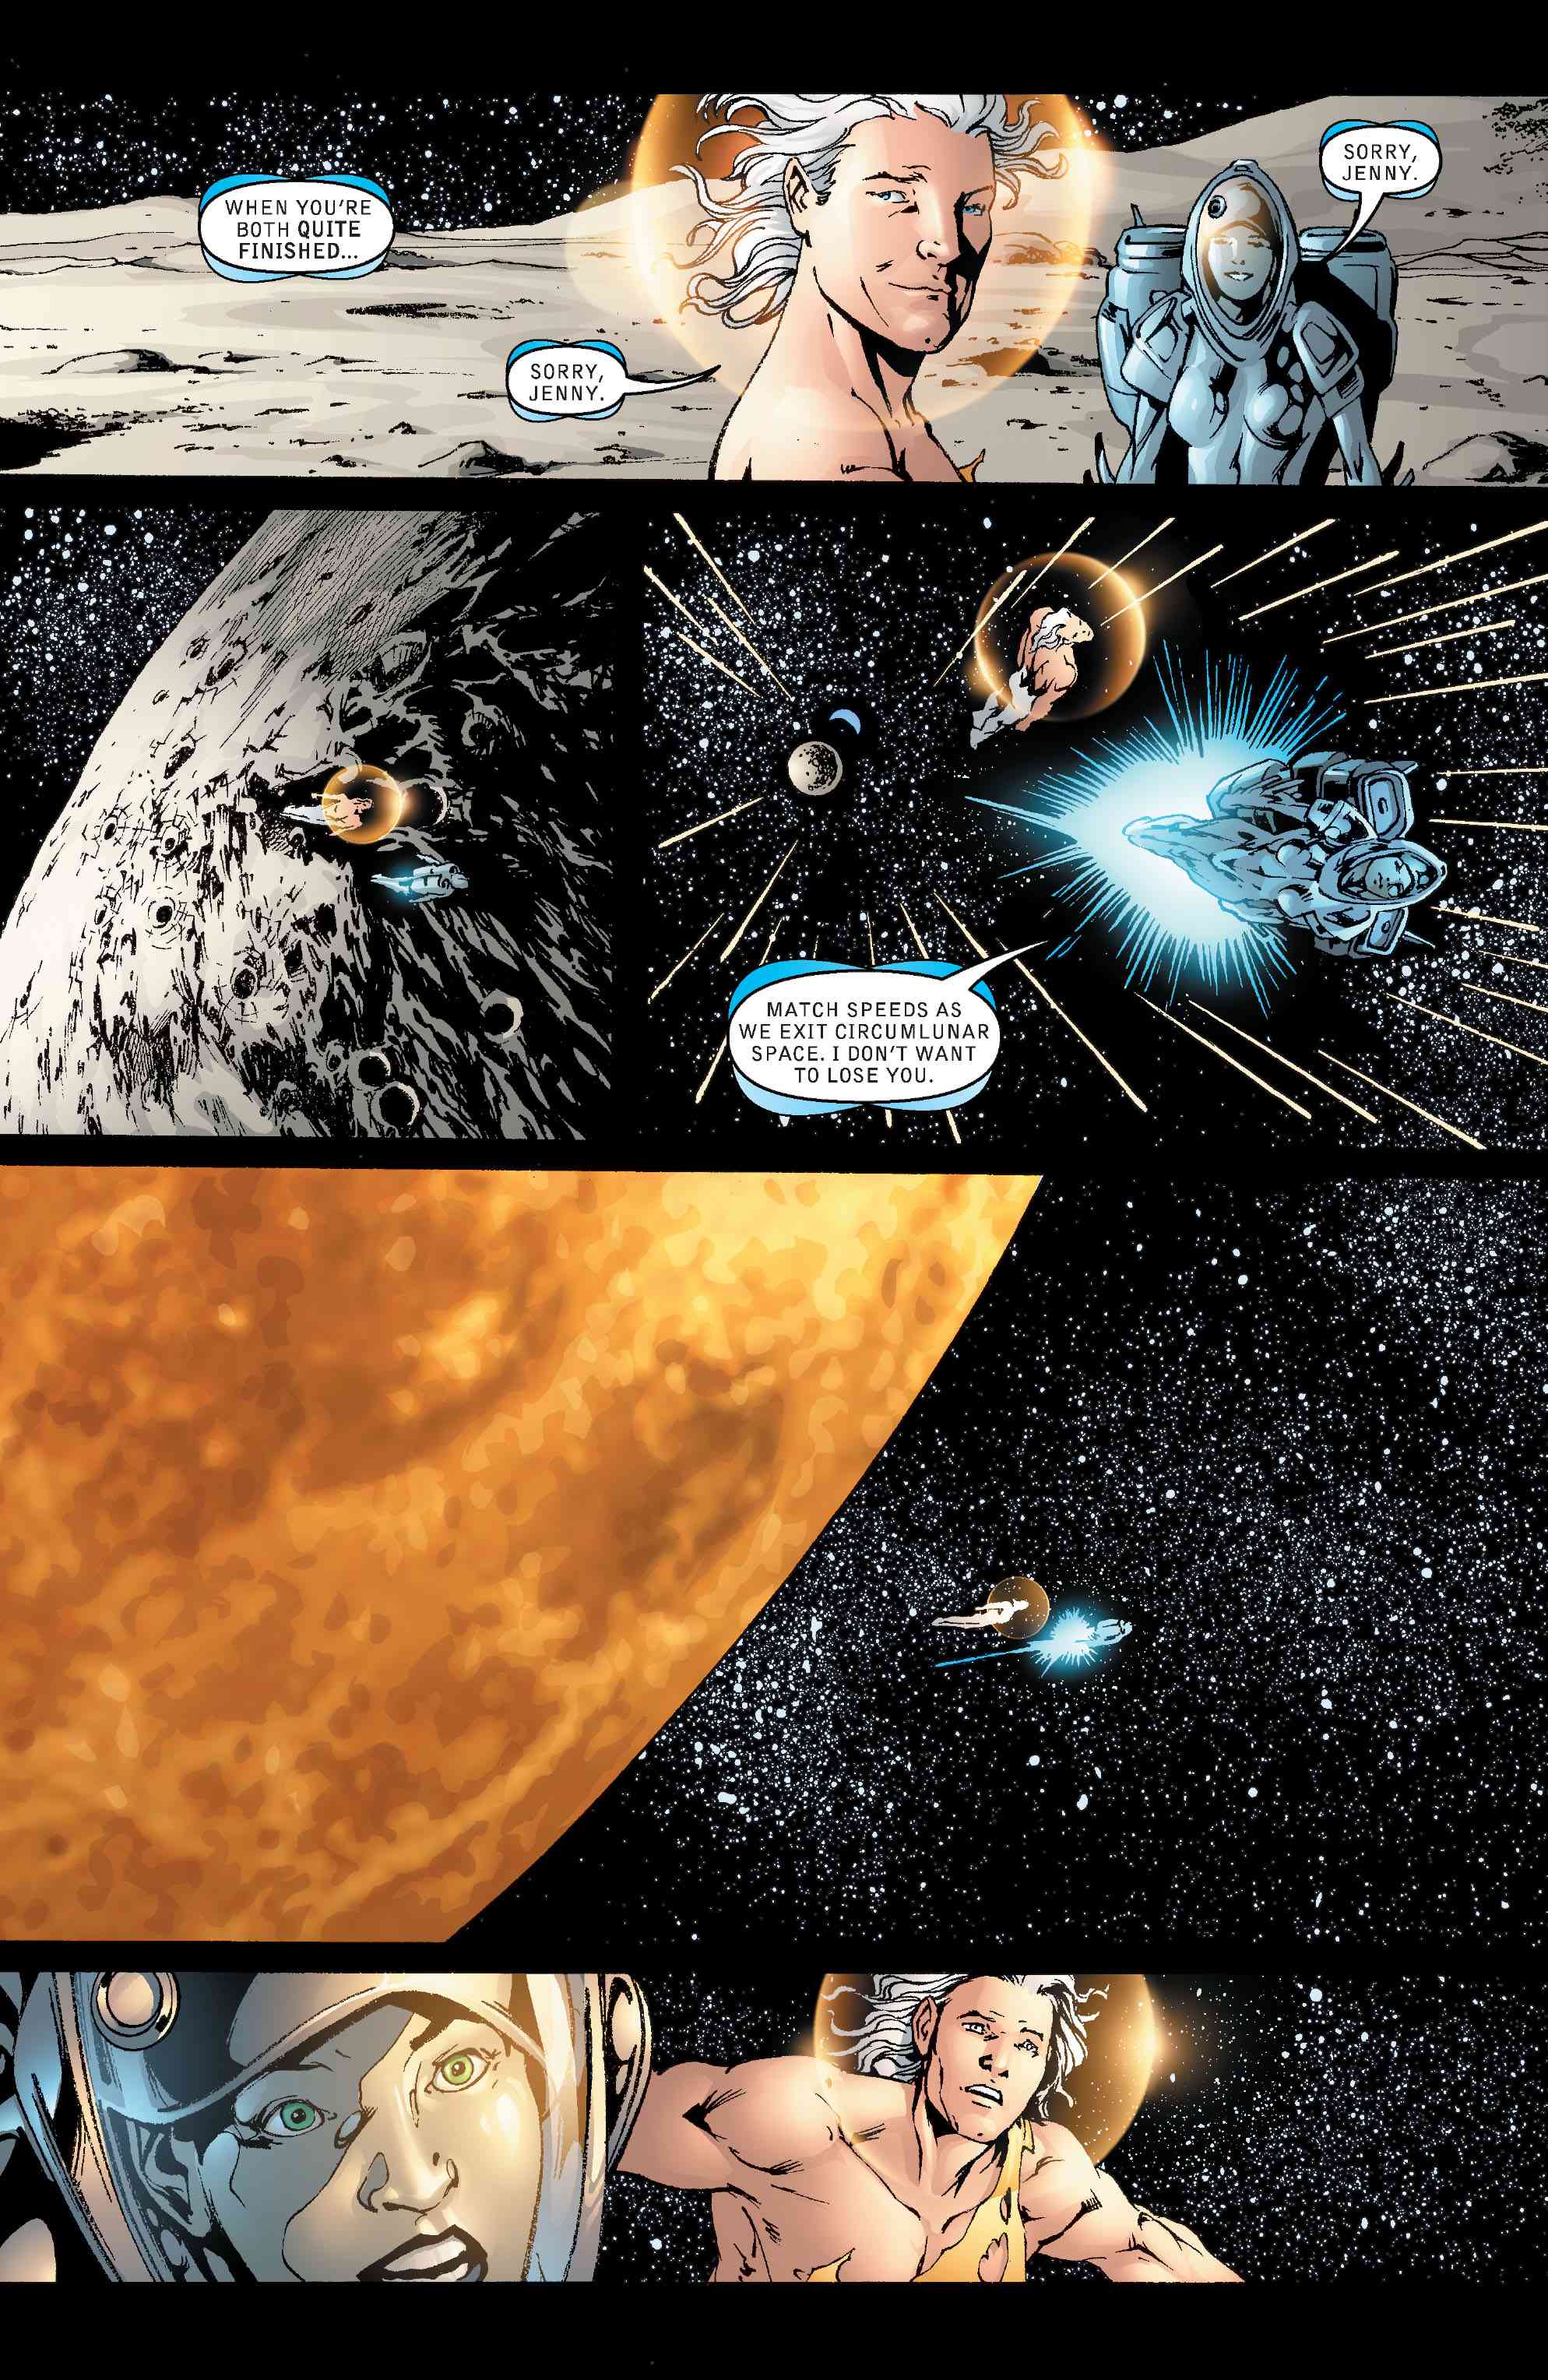 WHEN YOU'RE
BOTH QUITE
FINISHED...
SORRY,
JENNY.
SORRY,
JENNY.
MATCH SPEEDS AS
WE EXIT CIRCUMLUNAR
SPACE. I DON'T WANT
TO LOSE YOU.